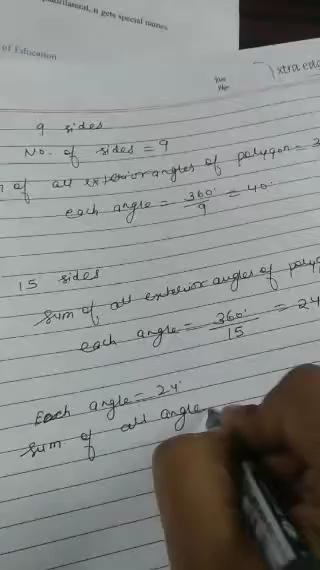 quadrilateral, it gets special names
of Education
9 sides
No. of sides = 9
of all exterior angles of polygon = 3
each angle = 360°/9 = 40°
15 sides
Sum of all exterior angles of poly
each angle = 360°/15 = 24
Each angle = 24°
Sum of all angle